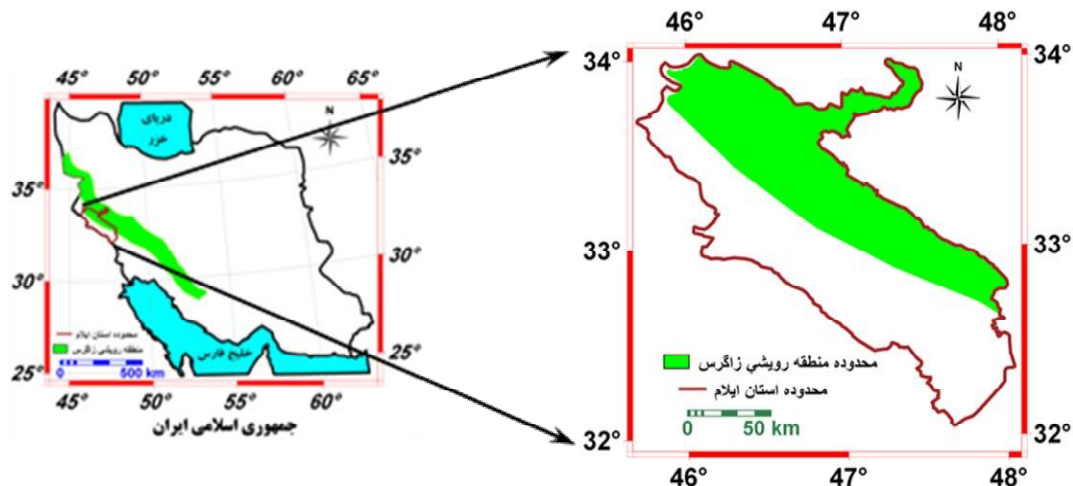 45° 50° 55° 60° 65°
N
دریای
خزر
35°
35°
30°
30°
25°
25°
خلیج فارس
محدوده استان ایلام
منطقه رویشی زاگرس
0 500 km
45° 50° 55° 60°
جمهوری اسلامی ایران
46° 47° 48°
34°
34°
N
33°
33°
محدوده منطقه رویشي زاگرس
محدوده استان ایلام
0 50 km
32°
32°
46° 47° 48°